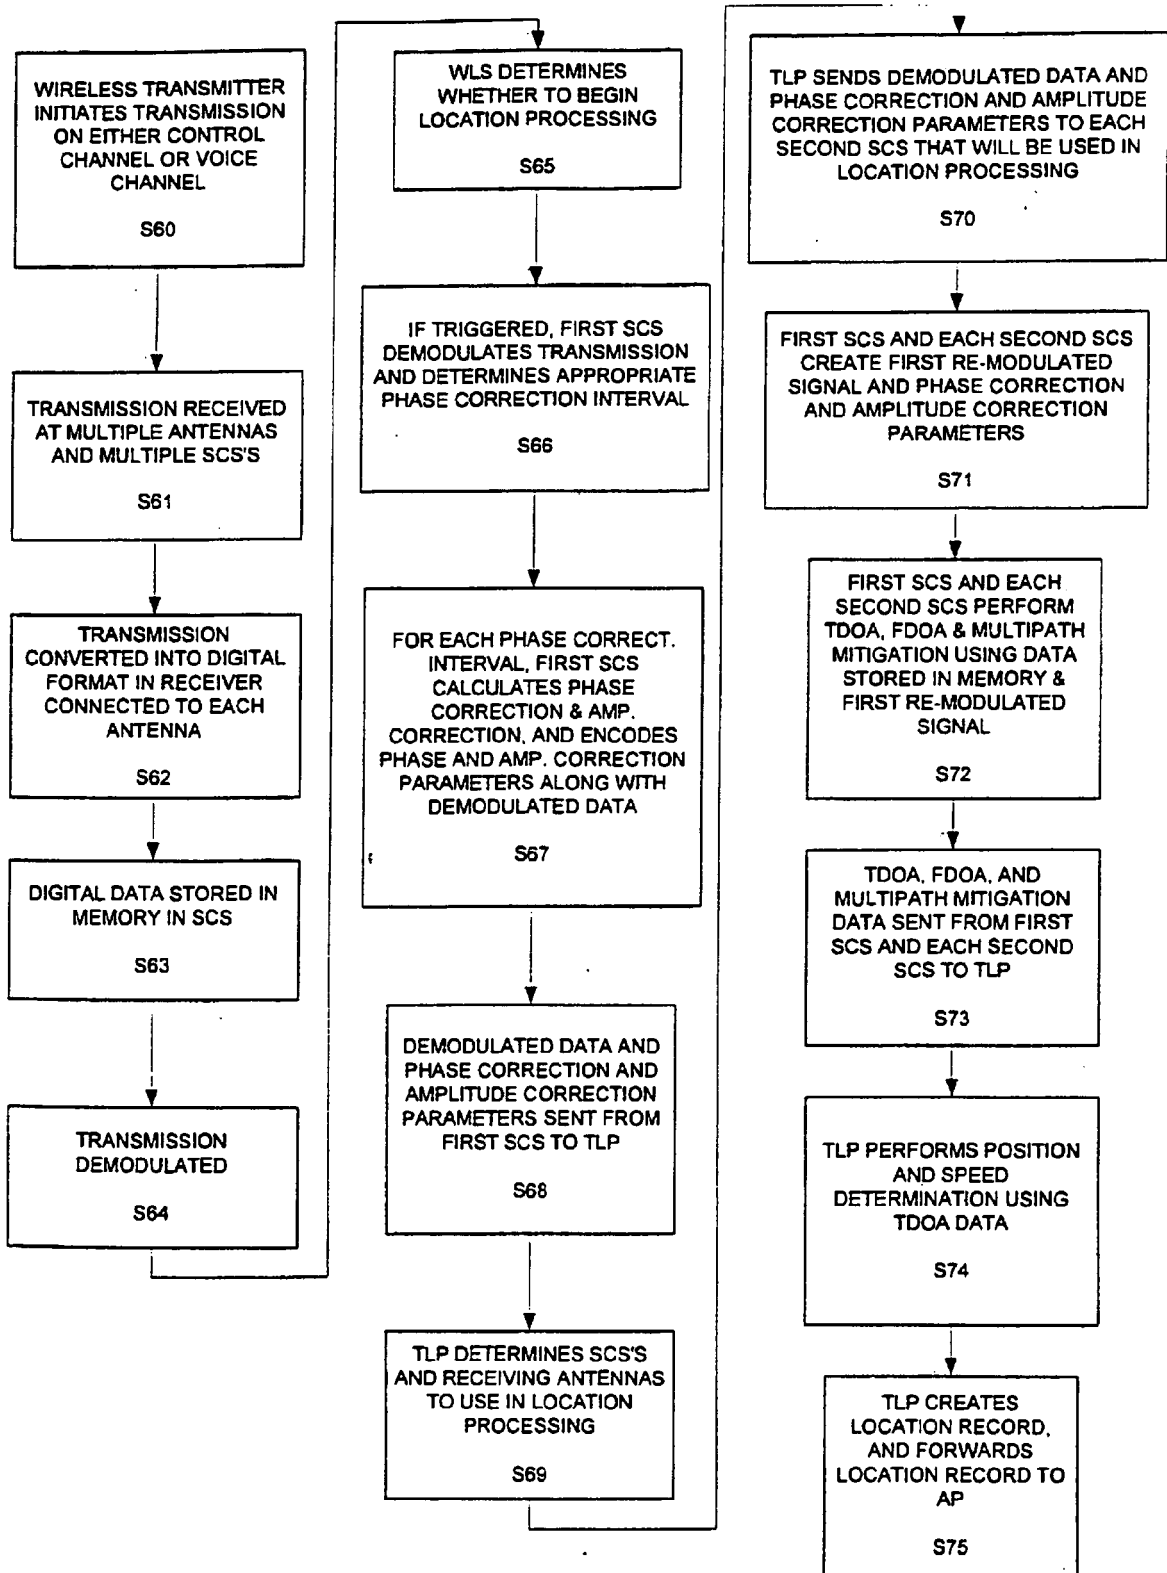 WIRELESS TRANSMITTER
INITIATES TRANSMISSION
ON EITHER CONTROL
CHANNEL OR VOICE
CHANNEL
S60
TRANSMISSION RECEIVED
AT MULTIPLE ANTENNAS
AND MULTIPLE SCS'S
S61
TRANSMISSION
CONVERTED INTO DIGITAL
FORMAT IN RECEIVER
CONNECTED TO EACH
ANTENNA
S62
DIGITAL DATA STORED IN
MEMORY IN SCS
S63
TRANSMISSION
DEMODULATED
S64
WLS DETERMINES
WHETHER TO BEGIN
LOCATION PROCESSING
S65
IF TRIGGERED, FIRST SCS
DEMODULATES TRANSMISSION
AND DETERMINES APPROPRIATE
PHASE CORRECTION INTERVAL
S66
FOR EACH PHASE CORRECT.
INTERVAL, FIRST SCS
CALCULATES PHASE
CORRECTION & AMP.
CORRECTION, AND ENCODES
PHASE AND AMP. CORRECTION
PARAMETERS ALONG WITH
DEMODULATED DATA
S67
DEMODULATED DATA AND
PHASE CORRECTION AND
AMPLITUDE CORRECTION
PARAMETERS SENT FROM
FIRST SCS TO TLP
S68
TLP DETERMINES SCS'S
AND RECEIVING ANTENNAS
TO USE IN LOCATION
PROCESSING
S69
TLP SENDS DEMODULATED DATA AND
PHASE CORRECTION AND AMPLITUDE
CORRECTION PARAMETERS TO EACH
SECOND SCS THAT WILL BE USED IN
LOCATION PROCESSING
S70
FIRST SCS AND EACH SECOND SCS
CREATE FIRST RE-MODULATED
SIGNAL AND PHASE CORRECTION
AND AMPLITUDE CORRECTION
PARAMETERS
S71
FIRST SCS AND EACH
SECOND SCS PERFORM
TDOA, FDOA & MULTIPATH
MITIGATION USING DATA
STORED IN MEMORY &
FIRST RE-MODULATED
SIGNAL
S72
TDOA, FDOA, AND
MULTIPATH MITIGATION
DATA SENT FROM FIRST
SCS AND EACH SECOND
SCS TO TLP
S73
TLP PERFORMS POSITION
AND SPEED
DETERMINATION USING
TDOA DATA
S74
TLP CREATES
LOCATION RECORD,
AND FORWARDS
LOCATION RECORD TO
AP
S75